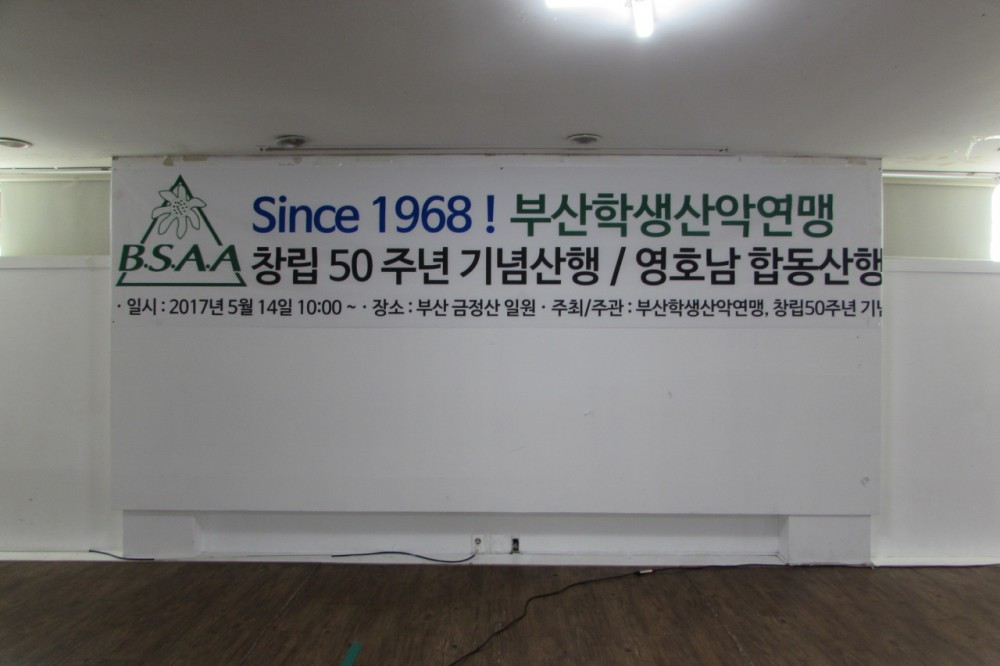 B.S.A.A
Since 1968 ! 부산학생산악연맹
창립 50 주년 기념산행 / 영호남 합동산행
· 일시 : 2017년 5월 14일 10:00 ~ · 장소 : 부산 금정산 일원 · 주최/주관 : 부산학생산악연맹, 창립50주년